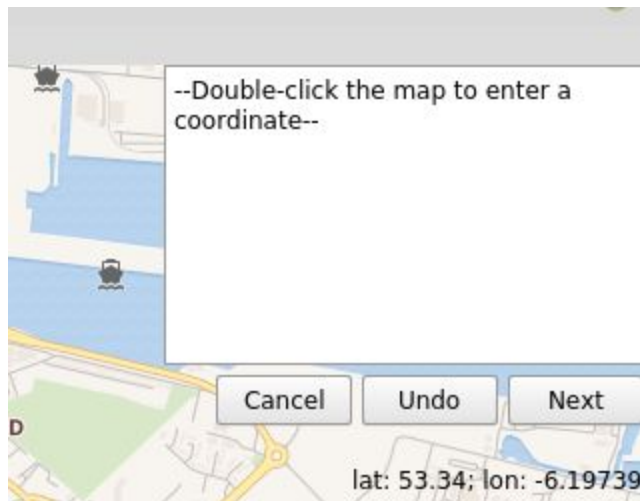 --Double-click the map to enter a
coordinate--
Cancel Undo Next
D
lat: 53.34; lon: -6.19739